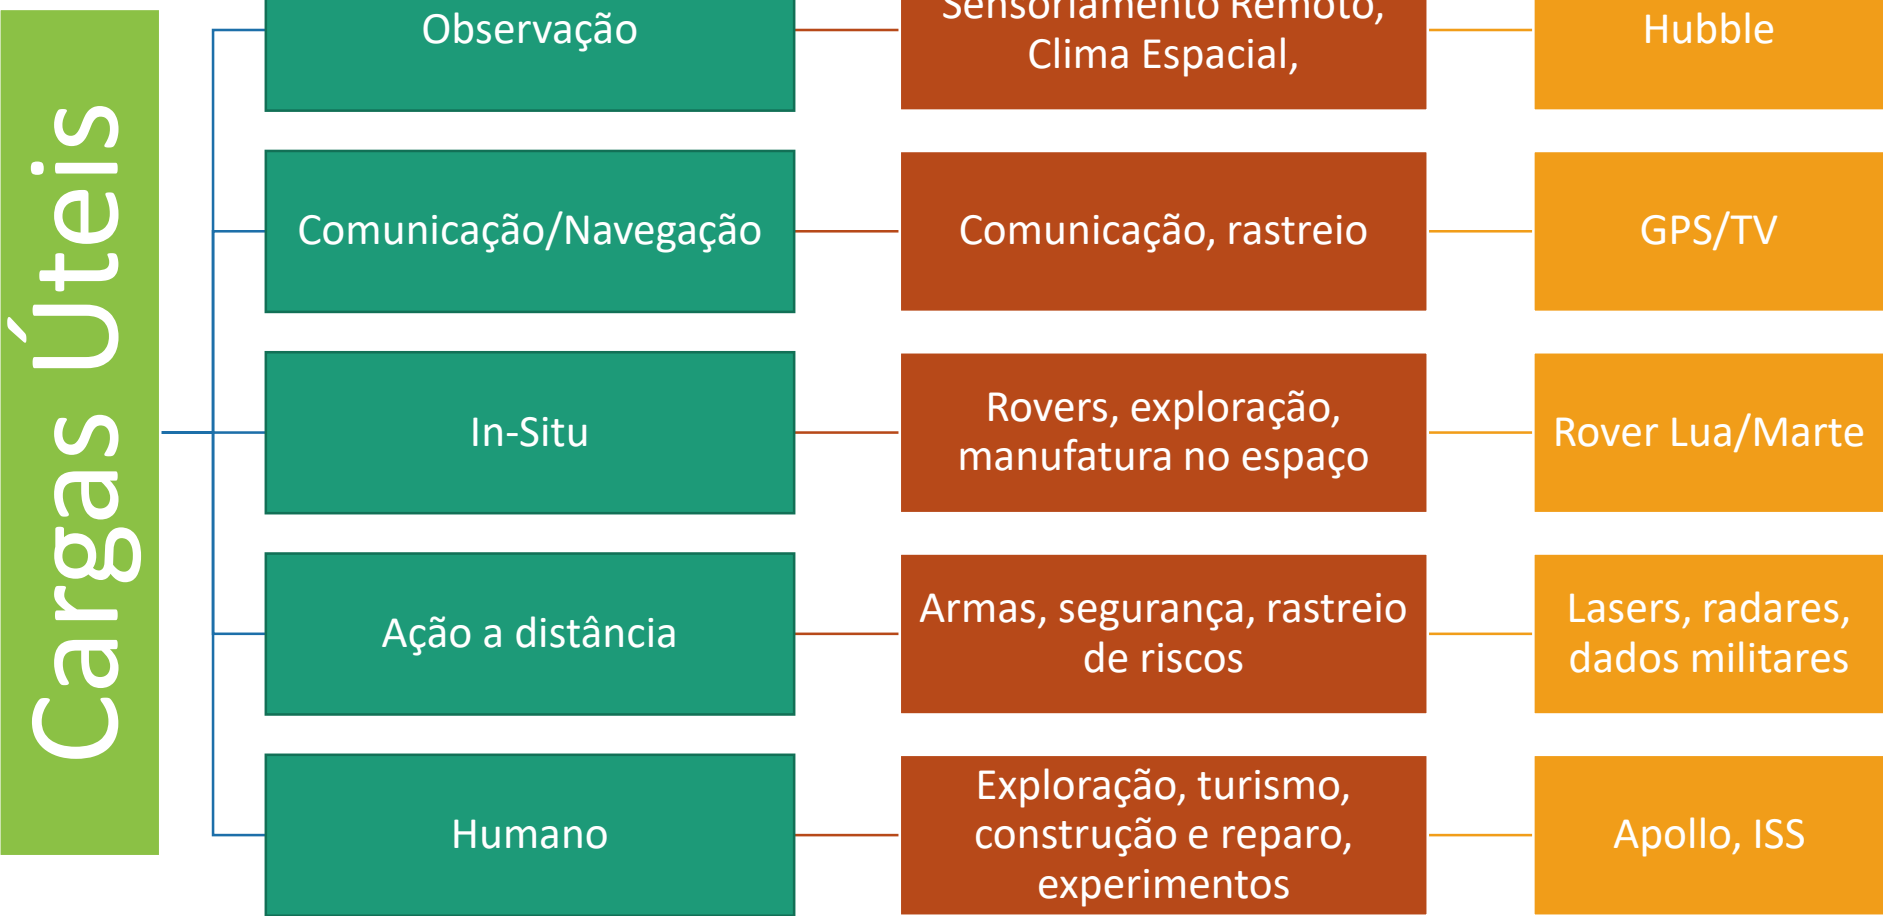 Cargas Úteis
Observação
Sensoriamento Remoto,
Clima Espacial,
Hubble
Comunicação/Navegação
Comunicação, rastreio
GPS/TV
In-Situ
Rovers, exploração,
manufatura no espaço
Rover Lua/Marte
Ação a distância
Armas, segurança, rastreio
de riscos
Lasers, radares,
dados militares
Humano
Exploração, turismo,
construção e reparo,
experimentos
Apollo, ISS